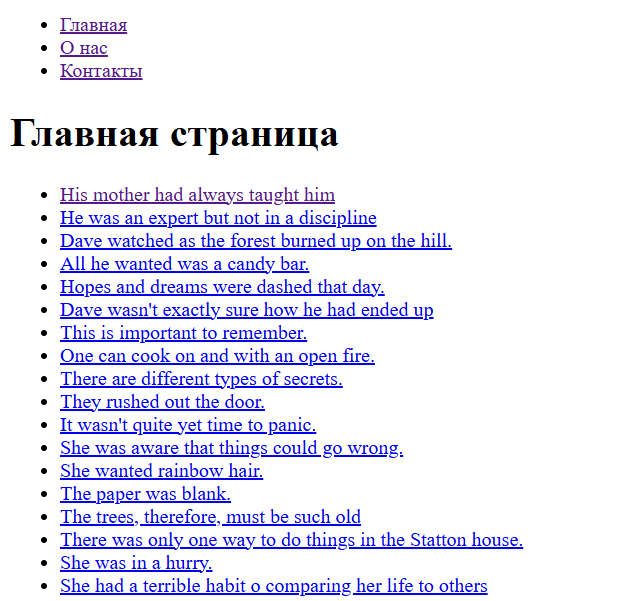 Главная
О нас
Контакты
Главная страница
His mother had always taught him
He was an expert but not in a discipline
Dave watched as the forest burned up on the hill.
All he wanted was a candy bar.
Hopes and dreams were dashed that day.
Dave wasn't exactly sure how he had ended up
This is important to remember.
One can cook on and with an open fire.
There are different types of secrets.
They rushed out the door.
It wasn't quite yet time to panic.
She was aware that things could go wrong.
She wanted rainbow hair.
The paper was blank.
The trees, therefore, must be such old
There was only one way to do things in the Statton house.
She was in a hurry.
She had a terrible habit o comparing her life to others